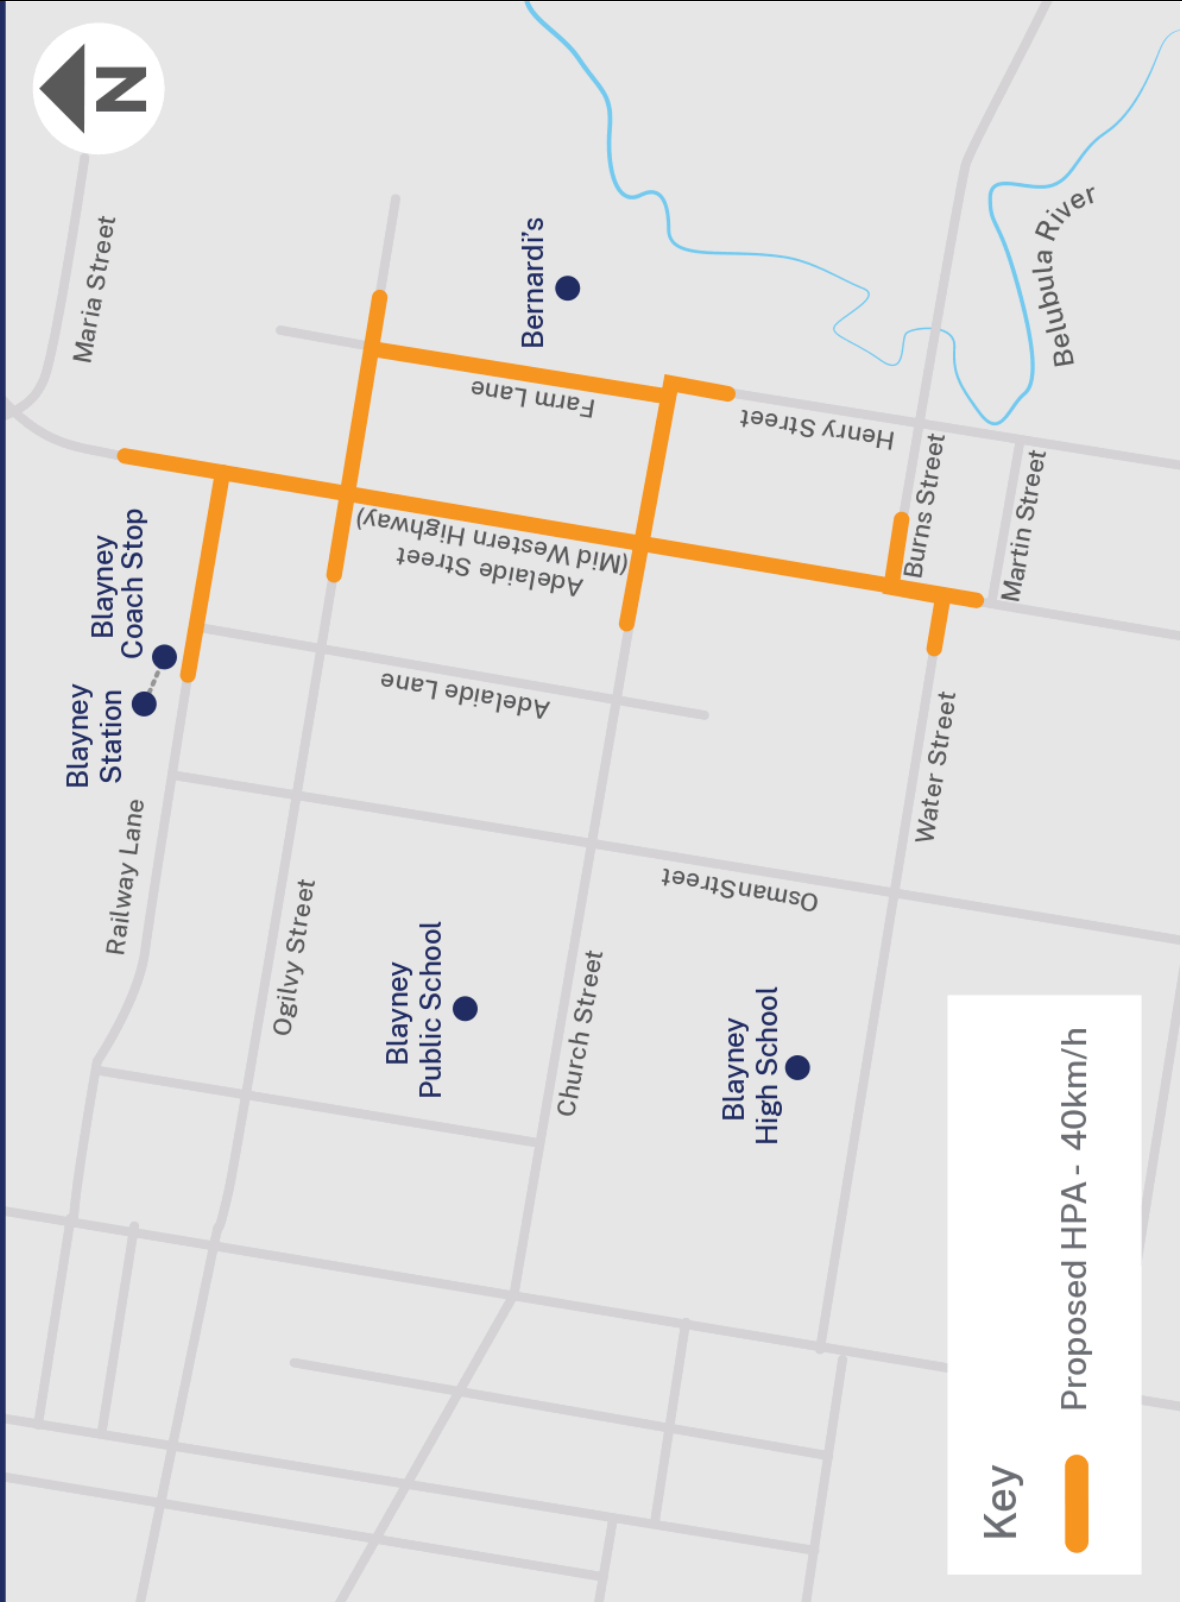 N
Maria Street
Blayney
Coach Stop
Blayney
Station
Railway Lane
Bernardi's
Farm Lane
Henry Street
Adelaide Street
(Mid Western Highway)
Burns Street
Martin Street
Belubula River
Adelaide Lane
Water Street
Ogilvy Street
OsmanStreet
Church Street
Blayney
Public School
Blayney
High School
Key
Proposed HPA - 40km/h